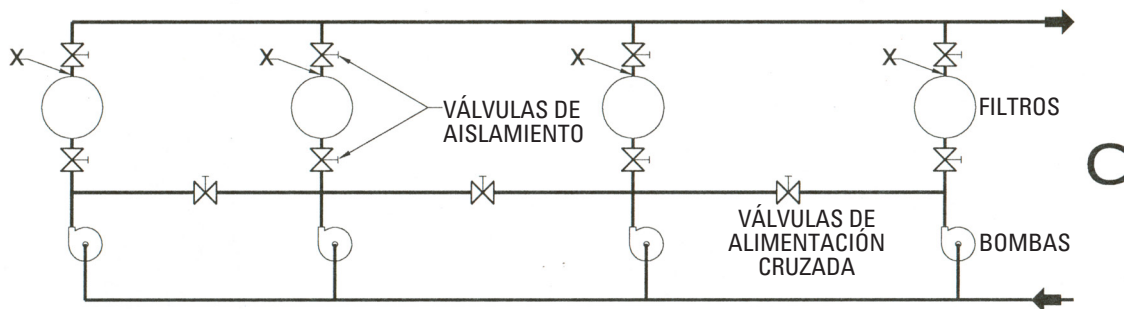 X
X
X
X
VÁLVULAS DE
AISLAMIENTO
FILTROS
C
VÁLVULAS DE
ALIMENTACIÓN
CRUZADA
BOMBAS